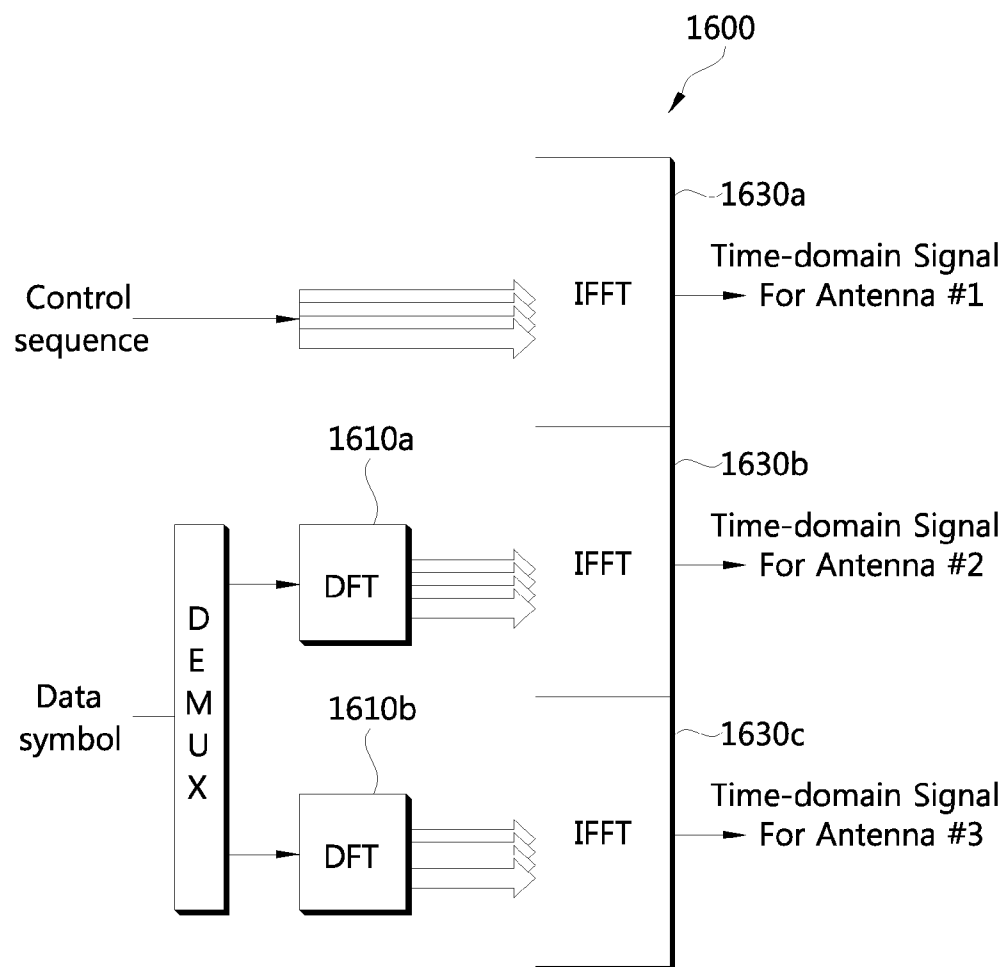 1600
1630a
Control
sequence
IFFT
Time-domain Signal
For Antenna #1
1610a
1630b
DFT
IFFT
Time-domain Signal
For Antenna #2
DEMUX
Data
symbol
1610b
1630c
DFT
IFFT
Time-domain Signal
For Antenna #3